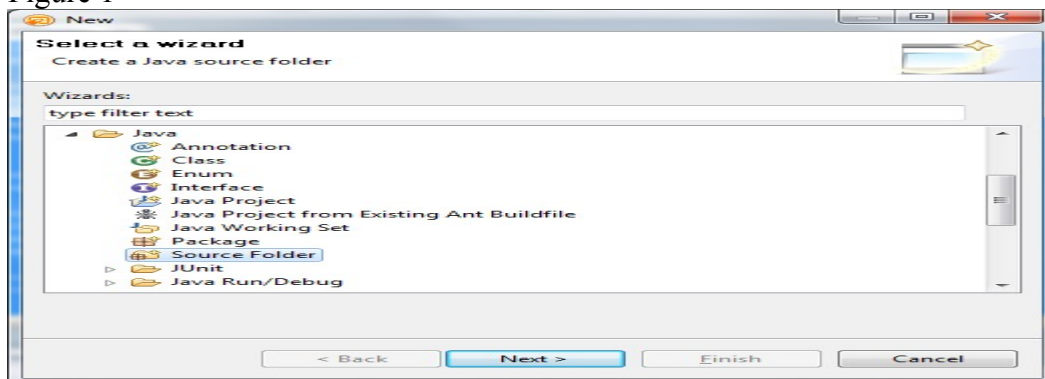 New
Select a wizard
Create a Java source folder
Wizards:
type filter text
Java
Annotation
Class
Enum
Interface
Java Project
Java Project from Existing Ant Buildfile
Java Working Set
Package
Source Folder
JUnit
Java Run/Debug
< Back Next > Finish Cancel